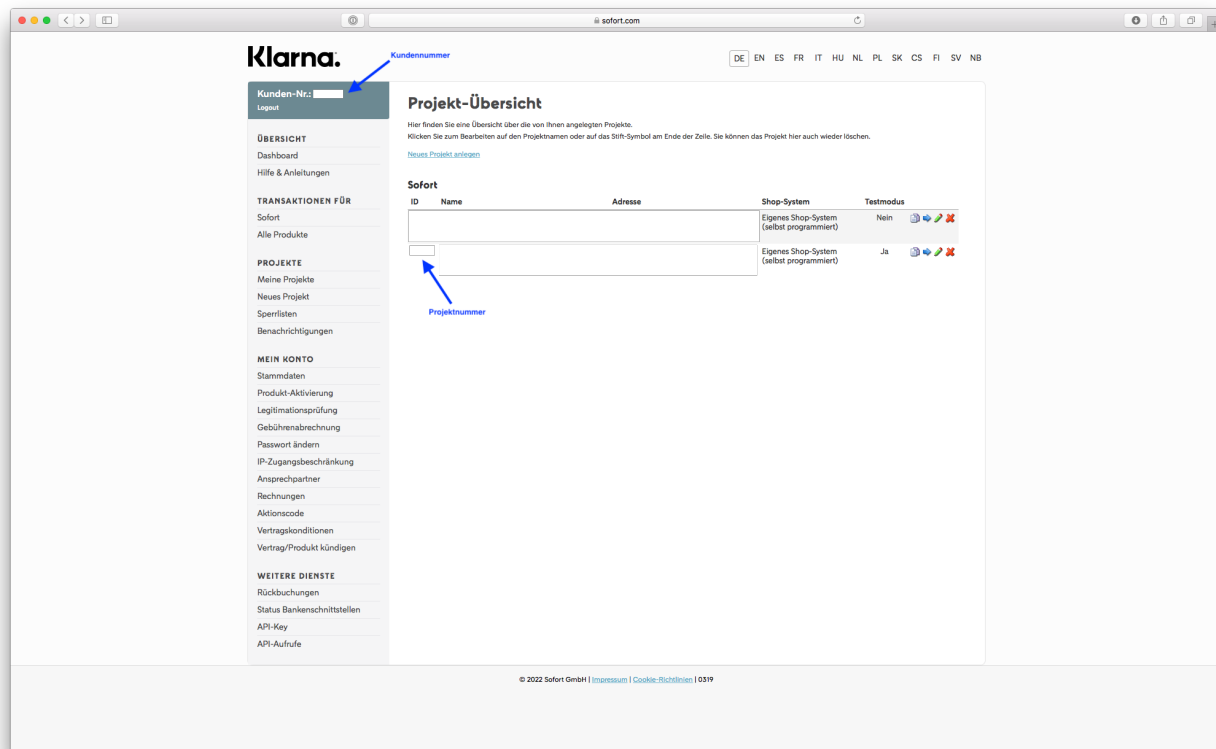 sofort.com
Klarna.
Kundennummer
DE EN ES FR IT HU NL PL SK CS FI SV NB
Kunden-Nr.:
Logout
ÜBERSICHT
Dashboard
Hilfe & Anleitungen
TRANSAKTIONEN FÜR
Sofort
Alle Produkte
PROJEKTE
Meine Projekte
Neues Projekt
Sperrlisten
Benachrichtigungen
MEIN KONTO
Stammdaten
Produkt-Aktivierung
Legitimationsprüfung
Gebührenabrechnung
Passwort ändern
IP-Zugangsbeschränkung
Ansprechpartner
Rechnungen
Aktionscode
Vertragskonditionen
Vertrag/Produkt kündigen
WEITERE DIENSTE
Rückbuchungen
Status Bankenschnittstellen
API-Key
API-Aufrufe
Projekt-Übersicht
Hier finden Sie eine Übersicht über die von Ihnen angelegten Projekte.
Klicken Sie zum Bearbeiten auf den Projektnamen oder auf das Stift-Symbol am Ende der Zeile. Sie können das Projekt hier auch wieder löschen.
Neues Projekt anlegen
Sofort
ID Name Adresse Shop-System Testmodus
Eigenes Shop-System Nein
(selbst programmiert)
Eigenes Shop-System Ja
(selbst programmiert)
Projektnummer
© 2022 Sofort GmbH | Impressum | Cookie-Richtlinien | 0319